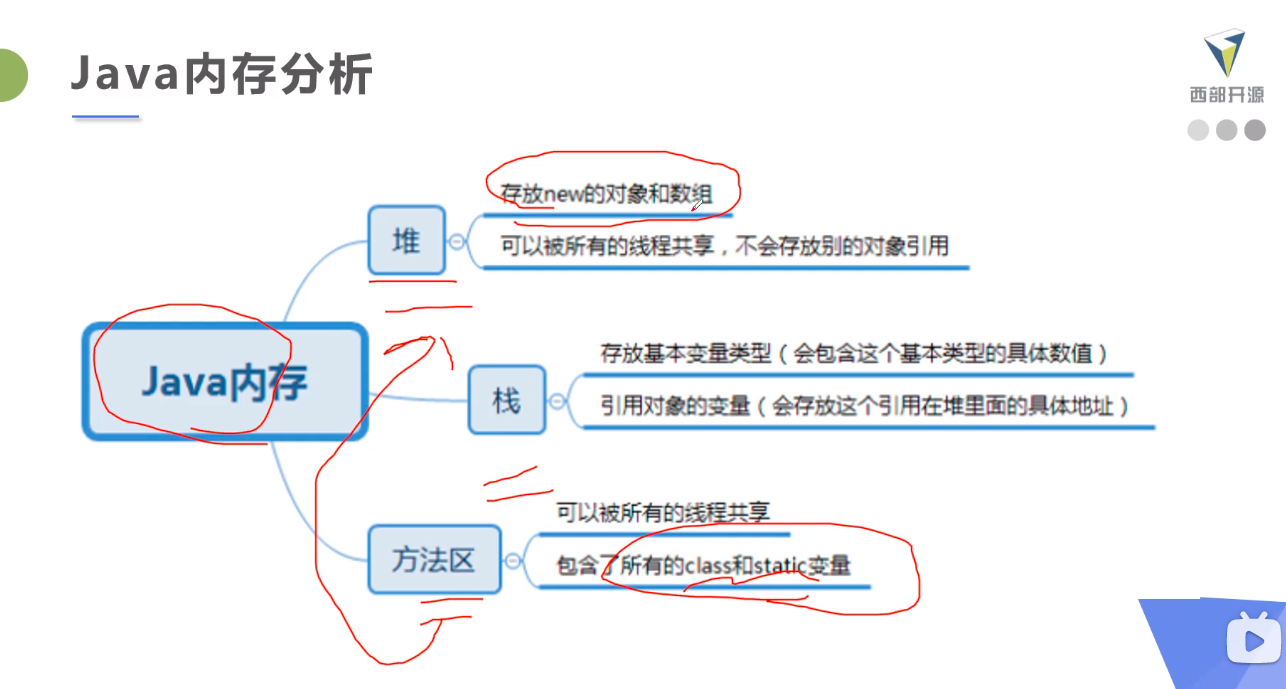 Java内存分析
西部开源
存放new的对象和数组
堆
可以被所有的线程共享，不会存放别的对象引用
Java内存
存放基本变量类型（会包含这个基本类型的具体数值）
栈
引用对象的变量（会存放这个引用在堆里面的具体地址）
可以被所有的线程共享
方法区
包含了所有的class和static变量